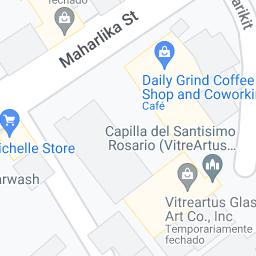 fechado
Maharlika St
arikit
Daily Grind Coffee
Shop and Coworki
Café
Capilla del Santisimo
Rosario (VitreArtus...
ichelle Store
arwash
Vitreartus Glas
Art Co., Inc
Temporariamente
fechado